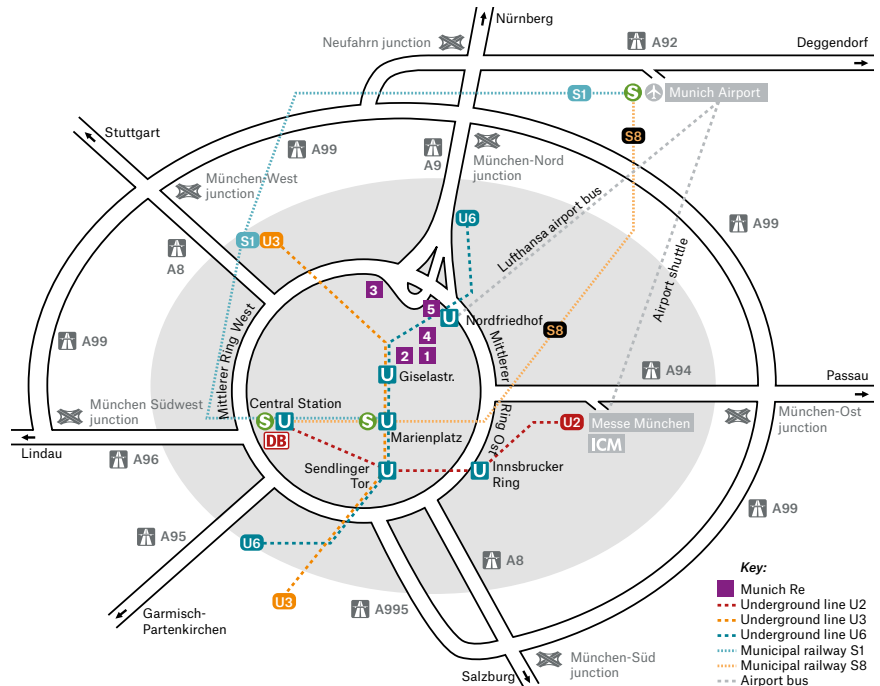 Nürnberg
Neufahrn junction
A92
Deggendorf
S1
S
Munich Airport
S8
Stuttgart
A99
A9
München-Nord
junction
München-West
junction
A99
U6
Lufthansa airport bus
S1
U3
A8
Airport shuttle
3
5
U
Nordfriedhof
4
S8
A99
Mittlerer Ring West
2
1
Mittlerer
Ring Ost
U
Giselastr.
A94
Passau
München Südwest
junction
Central Station
S
U
DB
S
U
Marienplatz
U2
Messe München
ICM
München-Ost
junction
Lindau
A96
Sendlinger
Tor
U
U
Innsbrucker
Ring
A99
A95
U6
A8
U3
A995
Garmisch-
Partenkirchen
München-Süd
junction
Salzburg
Key:
Munich Re
Underground line U2
Underground line U3
Underground line U6
Municipal railway S1
Municipal railway S8
Airport bus